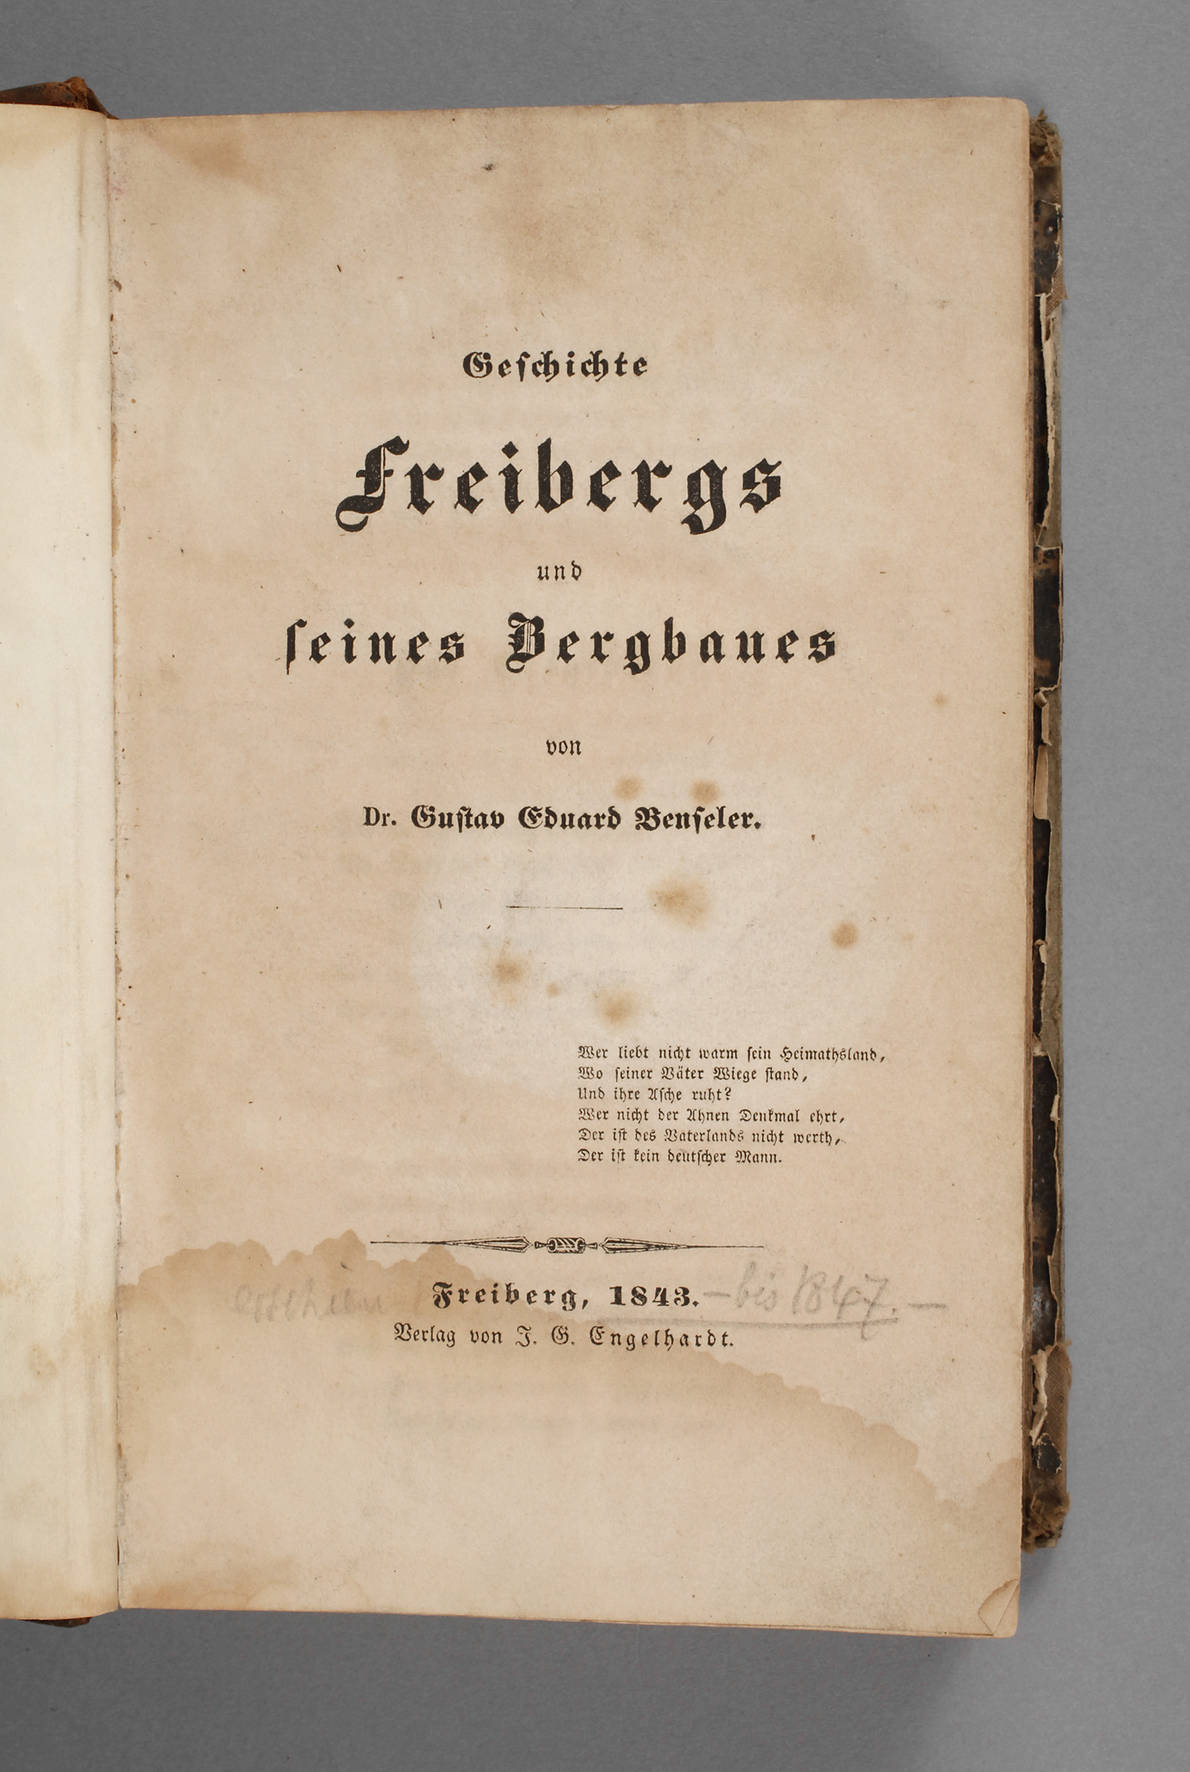 Geſchichte
Freibergs
und
ſeines Bergbaues
von
Dr. Guſtav Eduard Benſeler.
Wer liebt nicht warm ſein Heimathsland,
Wo ſeiner Väter Wiege ſtand,
Und ihre Aſche ruht?
Wer nicht der Ahnen Denkmal ehrt,
Der iſt des Vaterlands nicht werth,
Der iſt kein deutſcher Mann.
erschien Freiberg, 1843. – bis 1847. –
Verlag von J. G. Engelhardt.